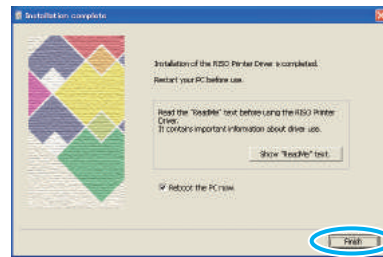 Installation complete
Installation of the RISO Printer Driver is completed.
Restart your PC before use.
Read the "ReadMe" text before using the RISO Printer
Driver.
It contains important information about driver use.
Show "ReadMe" text.
Reboot the PC now.
Finish